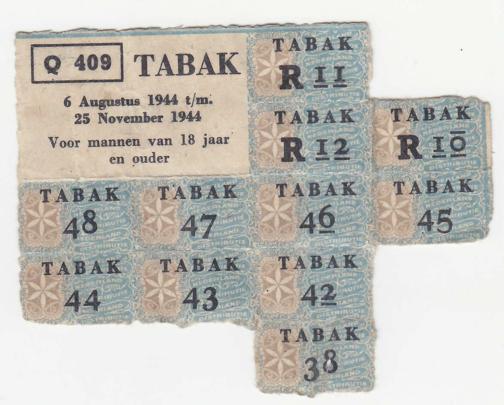 Q 409 TABAK
6 Augustus 1944 t/m.
25 November 1944
Voor mannen van 18 jaar
en ouder
TABAK
R 11
TABAK
R 12
TABAK
R 10
TABAK
48
TABAK
47
TABAK
46
TABAK
45
TABAK
44
TABAK
43
TABAK
42
TABAK
38